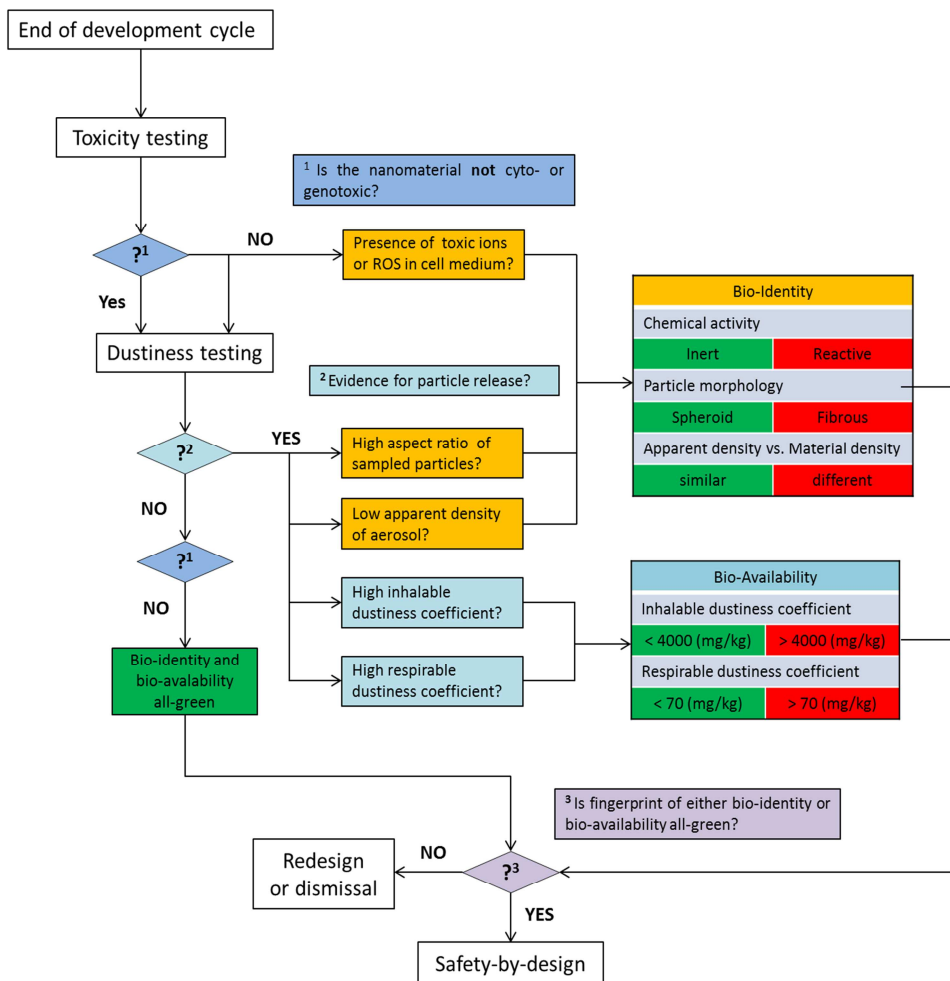 End of development cycle
Toxicity testing
¹ Is the nanomaterial not cyto- or
genotoxic?
?¹
NO
Yes
Presence of toxic ions
or ROS in cell medium?
Dustiness testing
² Evidence for particle release?
?²
YES
NO
High aspect ratio of
sampled particles?
Low apparent density
of aerosol?
?¹
NO
High inhalable
dustiness coefficient?
High respirable
dustiness coefficient?
Bio-identity and
bio-avalability
all-green
Bio-Identity
Chemical activity
Inert Reactive
Particle morphology
Spheroid Fibrous
Apparent density vs. Material density
similar different
Bio-Availability
Inhalable dustiness coefficient
< 4000 (mg/kg) > 4000 (mg/kg)
Respirable dustiness coefficient
< 70 (mg/kg) > 70 (mg/kg)
³ Is fingerprint of either bio-identity or
bio-availability all-green?
?³
NO
Redesign
or dismissal
YES
Safety-by-design